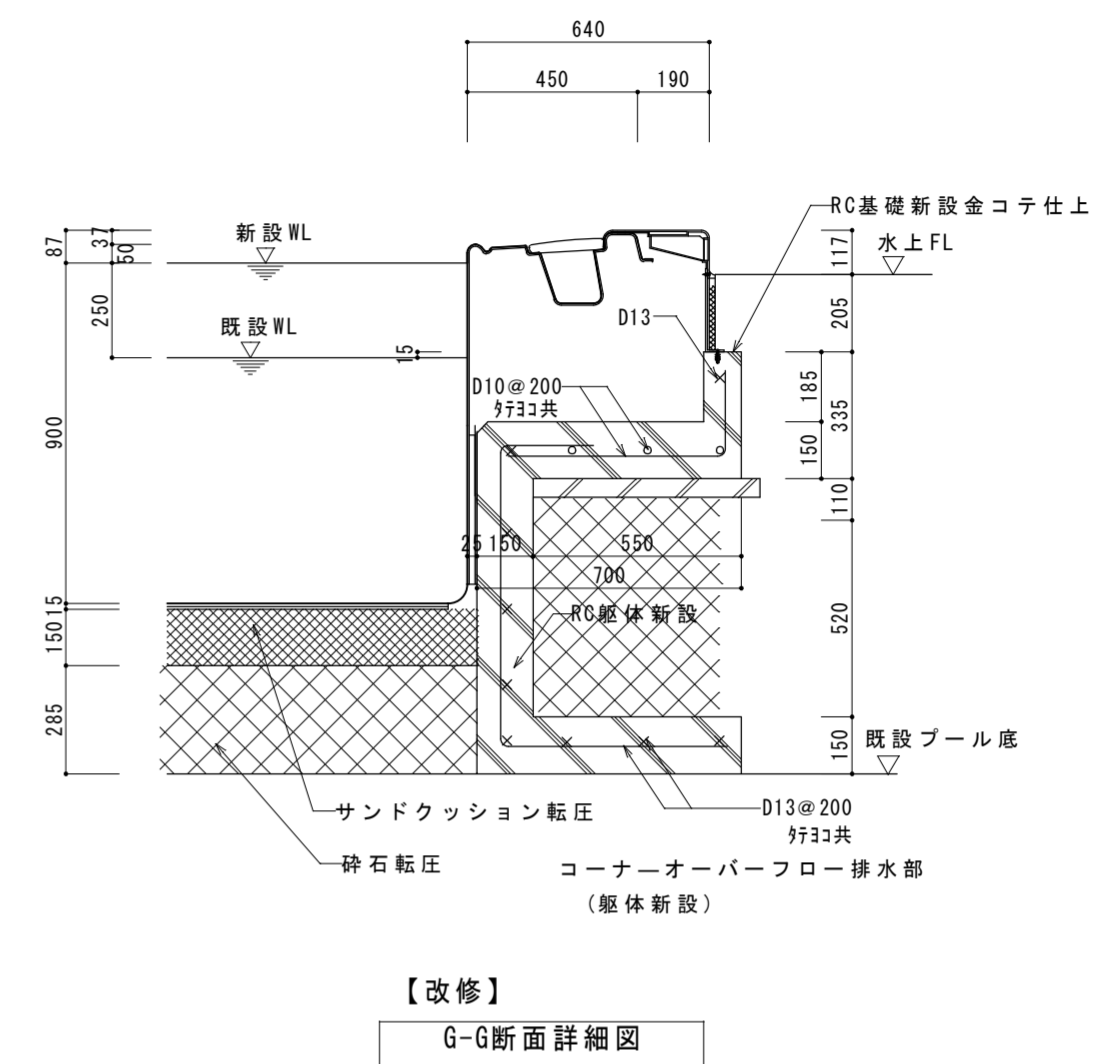 640
450
190
RC基礎新設金コテ仕上
新設WL
水上FL
87
37
50
117
250
既設WL
15
D13
205
D10@200
ﾀﾃﾖｺ共
185
335
150
900
110
25
150
550
700
RC躯体新設
520
15
150
285
150
既設プール底
サンドクッション転圧
D13@200
ﾀﾃﾖｺ共
砕石転圧
コーナーオーバーフロー排水部
(躯体新設)
【改修】
G-G断面詳細図